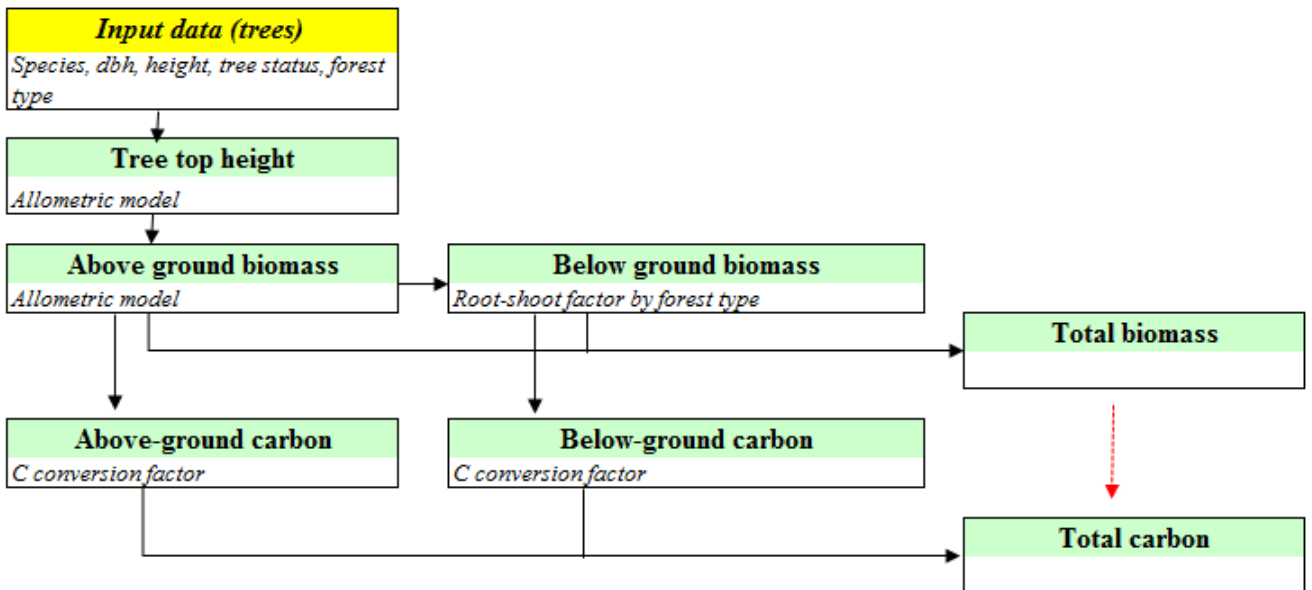 Input data (trees)
Species, dbh, height, tree status, forest
type
Tree top height
Allometric model
Above ground biomass
Allometric model
Below ground biomass
Root-shoot factor by forest type
Total biomass
Above-ground carbon
C conversion factor
Below-ground carbon
C conversion factor
Total carbon